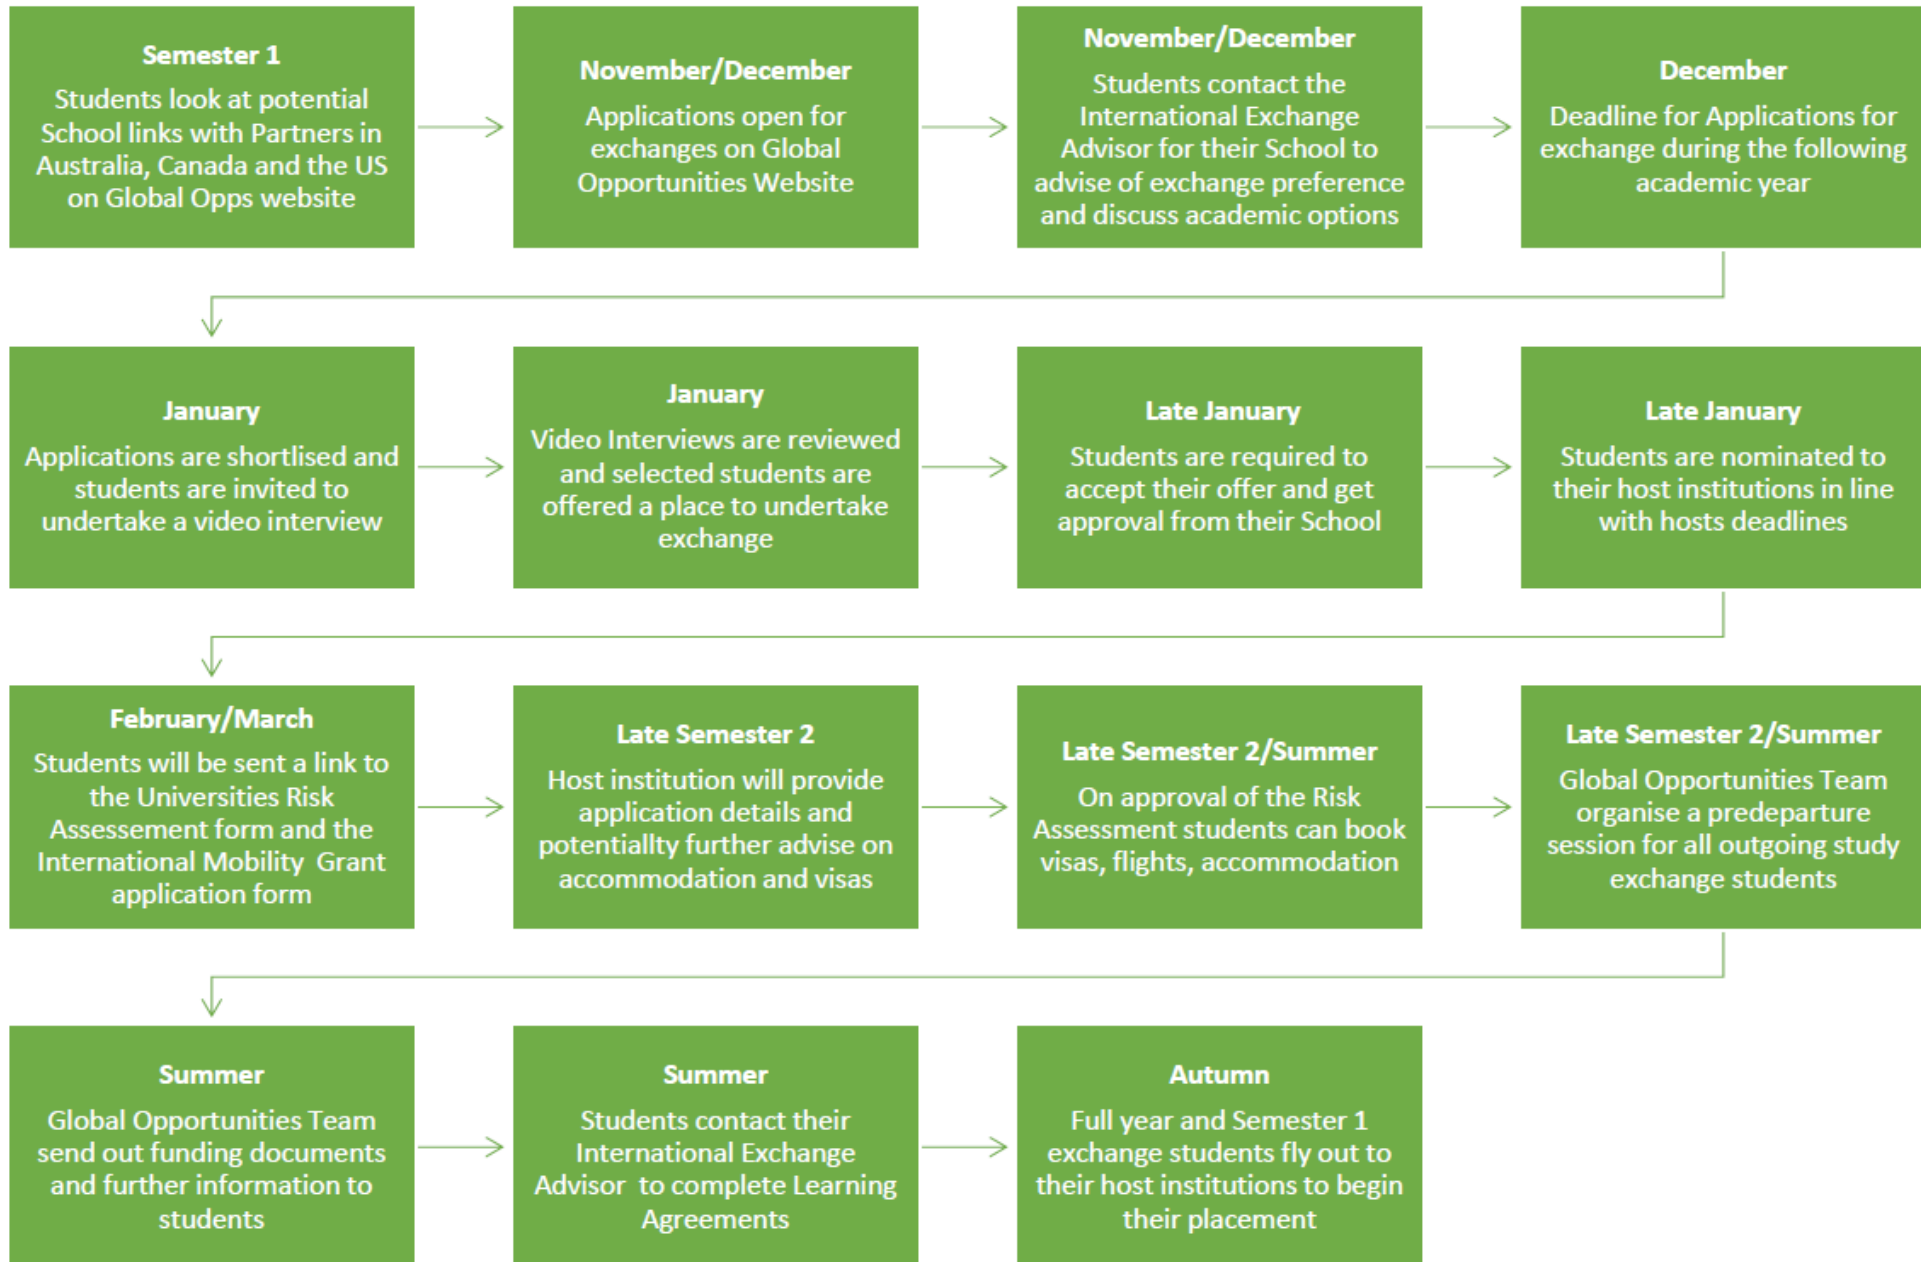 Semester 1
Students look at potential
School links with Partners in
Australia, Canada and the US
on Global Opps website
November/December
Applications open for
exchanges on Global
Opportunities Website
November/December
Students contact the
International Exchange
Advisor for their School to
advise of exchange preference
and discuss academic options
December
Deadline for Applications for
exchange during the following
academic year
January
Applications are shortlised and
students are invited to
undertake a video interview
January
Video Interviews are reviewed
and selected students are
offered a place to undertake
exchange
Late January
Students are required to
accept their offer and get
approval from their School
Late January
Students are nominated to
their host institutions in line
with hosts deadlines
February/March
Students will be sent a link to
the Universities Risk
Assessement form and the
International Mobility Grant
application form
Late Semester 2
Host institution will provide
application details and
potentiallty further advise on
accommodation and visas
Late Semester 2/Summer
On approval of the Risk
Assessment students can book
visas, flights, accommodation
Late Semester 2/Summer
Global Opportunities Team
organise a predeparture
session for all outgoing study
exchange students
Summer
Global Opportunities Team
send out funding documents
and further information to
students
Summer
Students contact their
International Exchange
Advisor to complete Learning
Agreements
Autumn
Full year and Semester 1
exchange students fly out to
their host institutions to begin
their placement